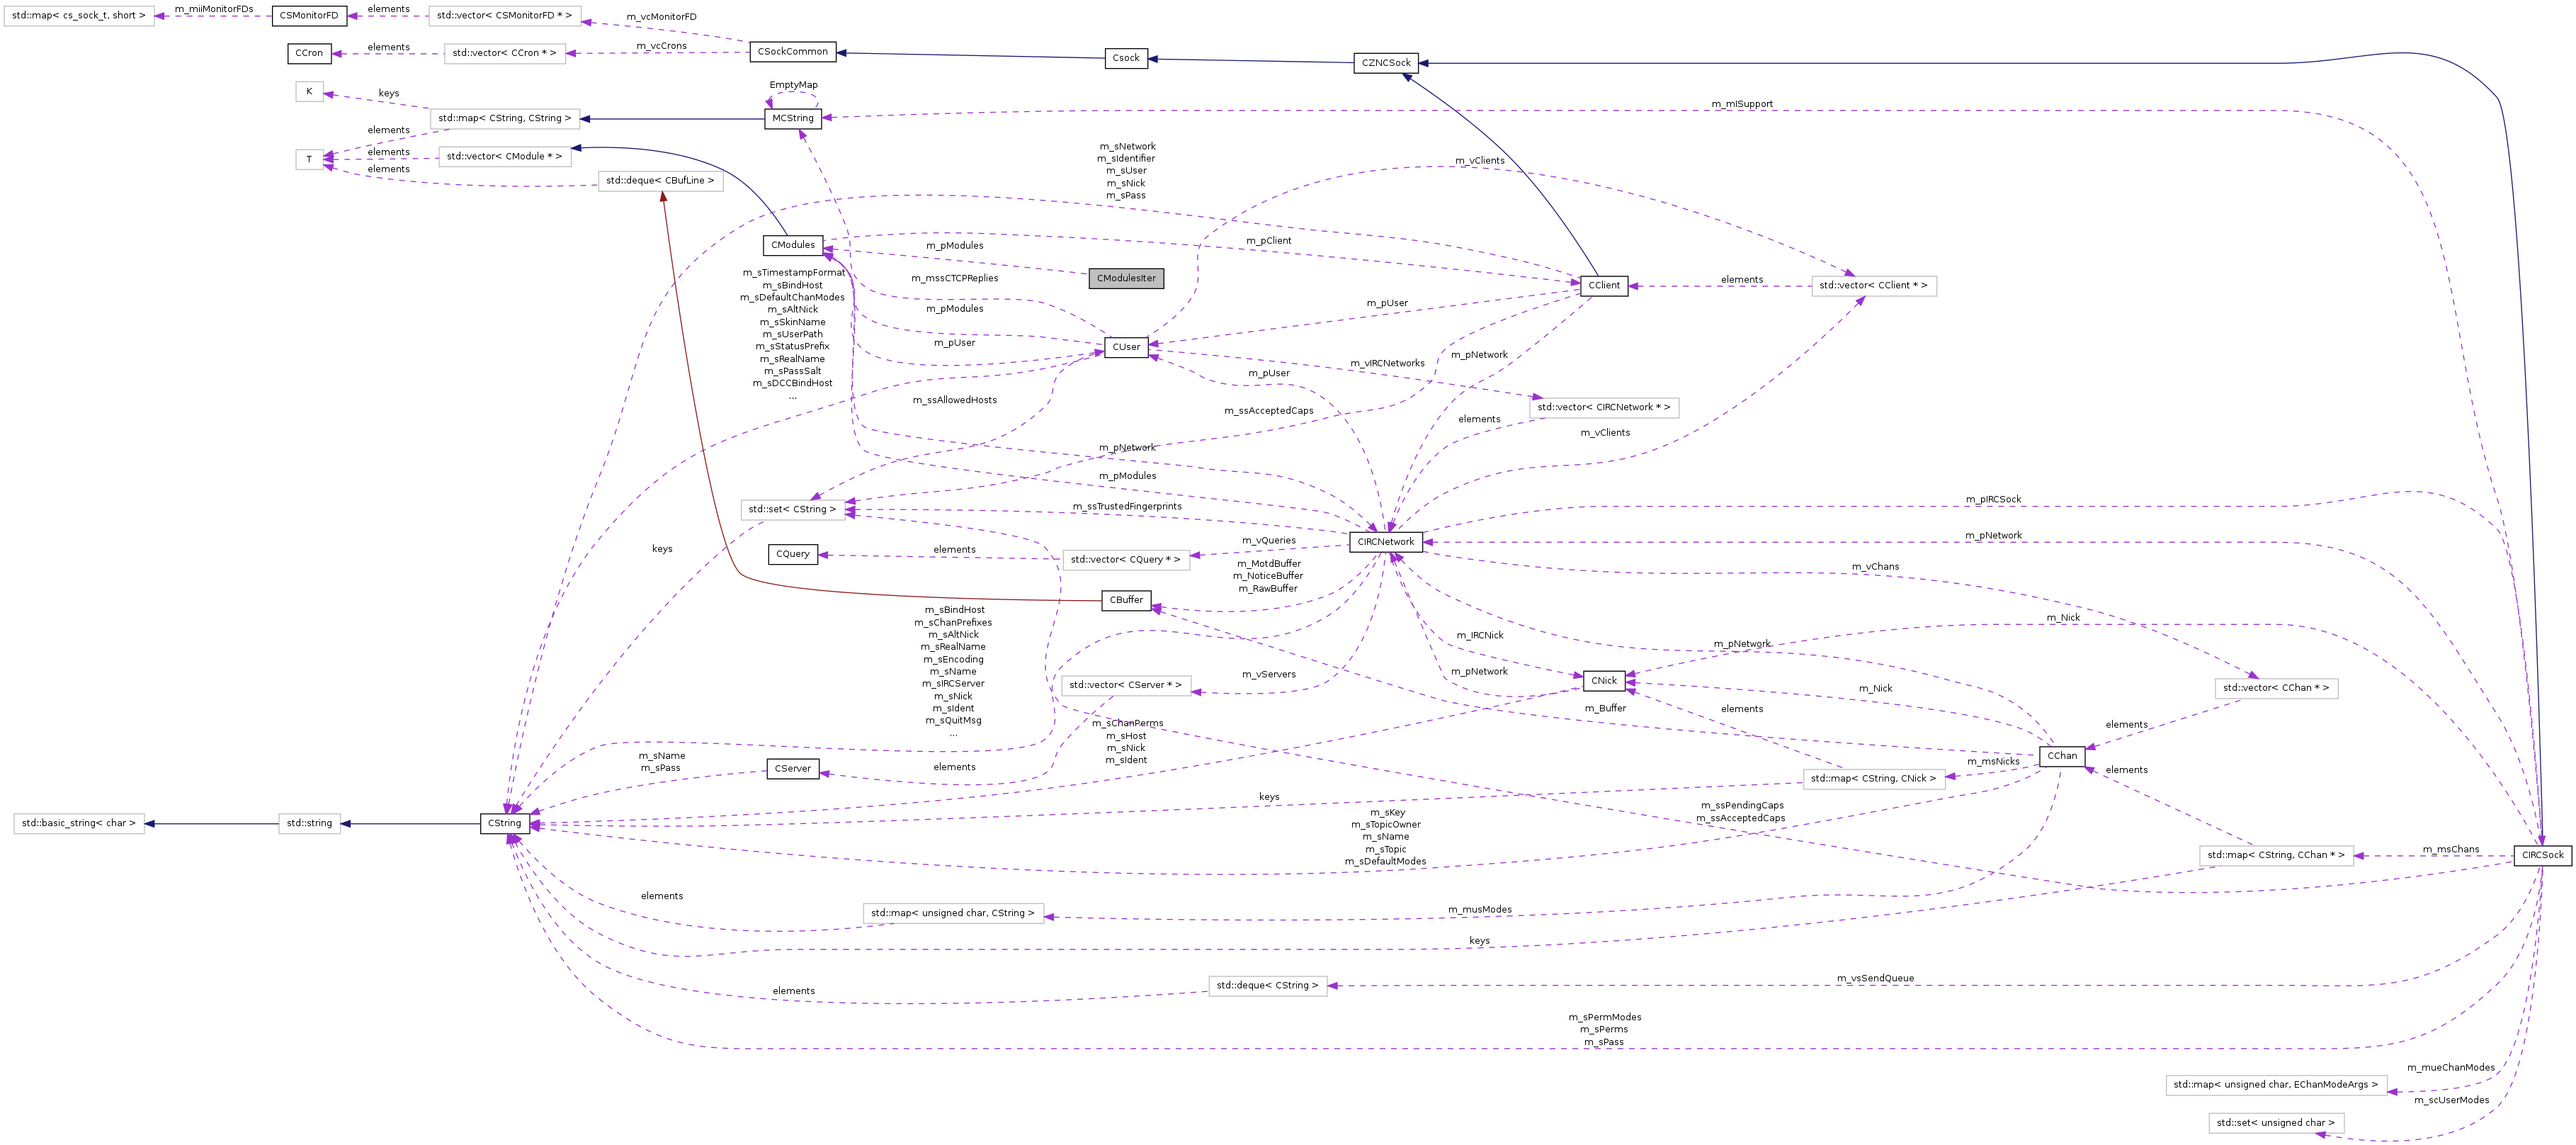 std::map< cs_sock_t, short >
m_miiMonitorFDs
CSMonitorFD
elements
std::vector< CSMonitorFD * >
m_vcMonitorFD
CCron
elements
std::vector< CCron * >
m_vcCrons
CSockCommon
Csock
CZNCSock
K
keys
EmptyMap
std::map< CString, CString >
MCString
m_mISupport
elements
T
elements
std::vector< CModule * >
elements
std::deque< CBufLine >
m_sNetwork
m_sIdentifier
m_sUser
m_sNick
m_sPass
m_vClients
CModules
m_pModules
m_pClient
CModulesIter
m_mssCTCPReplies
m_pModules
m_pUser
CClient
elements
std::vector< CClient * >
m_sTimestampFormat
m_sBindHost
m_sDefaultChanModes
m_sAltNick
m_sSkinName
m_sUserPath
m_sStatusPrefix
m_sRealName
m_sPassSalt
m_sDCCBindHost
...
CUser
m_pUser
m_vIRCNetworks
m_pNetwork
m_pUser
m_ssAllowedHosts
m_ssAcceptedCaps
elements
std::vector< CIRCNetwork * >
m_vClients
m_pNetwork
m_pModules
std::set< CString >
m_ssTrustedFingerprints
m_pIRCSock
keys
CQuery
elements
std::vector< CQuery * >
m_vQueries
CIRCNetwork
m_pNetwork
m_MotdBuffer
m_NoticeBuffer
m_RawBuffer
m_vChans
CBuffer
m_sBindHost
m_sChanPrefixes
m_sAltNick
m_sRealName
m_sEncoding
m_sName
m_sIRCServer
m_sNick
m_sIdent
m_sQuitMsg
...
m_IRCNick
m_Nick
m_pNetwork
m_pNetwork
std::vector< CServer * >
m_vServers
CNick
m_Nick
std::vector< CChan * >
m_Buffer
elements
elements
m_sChanPerms
m_sHost
m_sNick
m_sIdent
m_sName
m_sPass
CServer
elements
CChan
m_msNicks
std::map< CString, CNick >
elements
keys
m_ssPendingCaps
m_ssAcceptedCaps
std::basic_string< char >
std::string
CString
m_sKey
m_sTopicOwner
m_sName
m_sTopic
m_sDefaultModes
std::map< CString, CChan * >
m_msChans
CIRCSock
elements
std::map< unsigned char, CString >
m_musModes
keys
elements
std::deque< CString >
m_vsSendQueue
m_sPermModes
m_sPerms
m_sPass
m_mueChanModes
std::map< unsigned char, EChanModeArgs >
m_scUserModes
std::set< unsigned char >